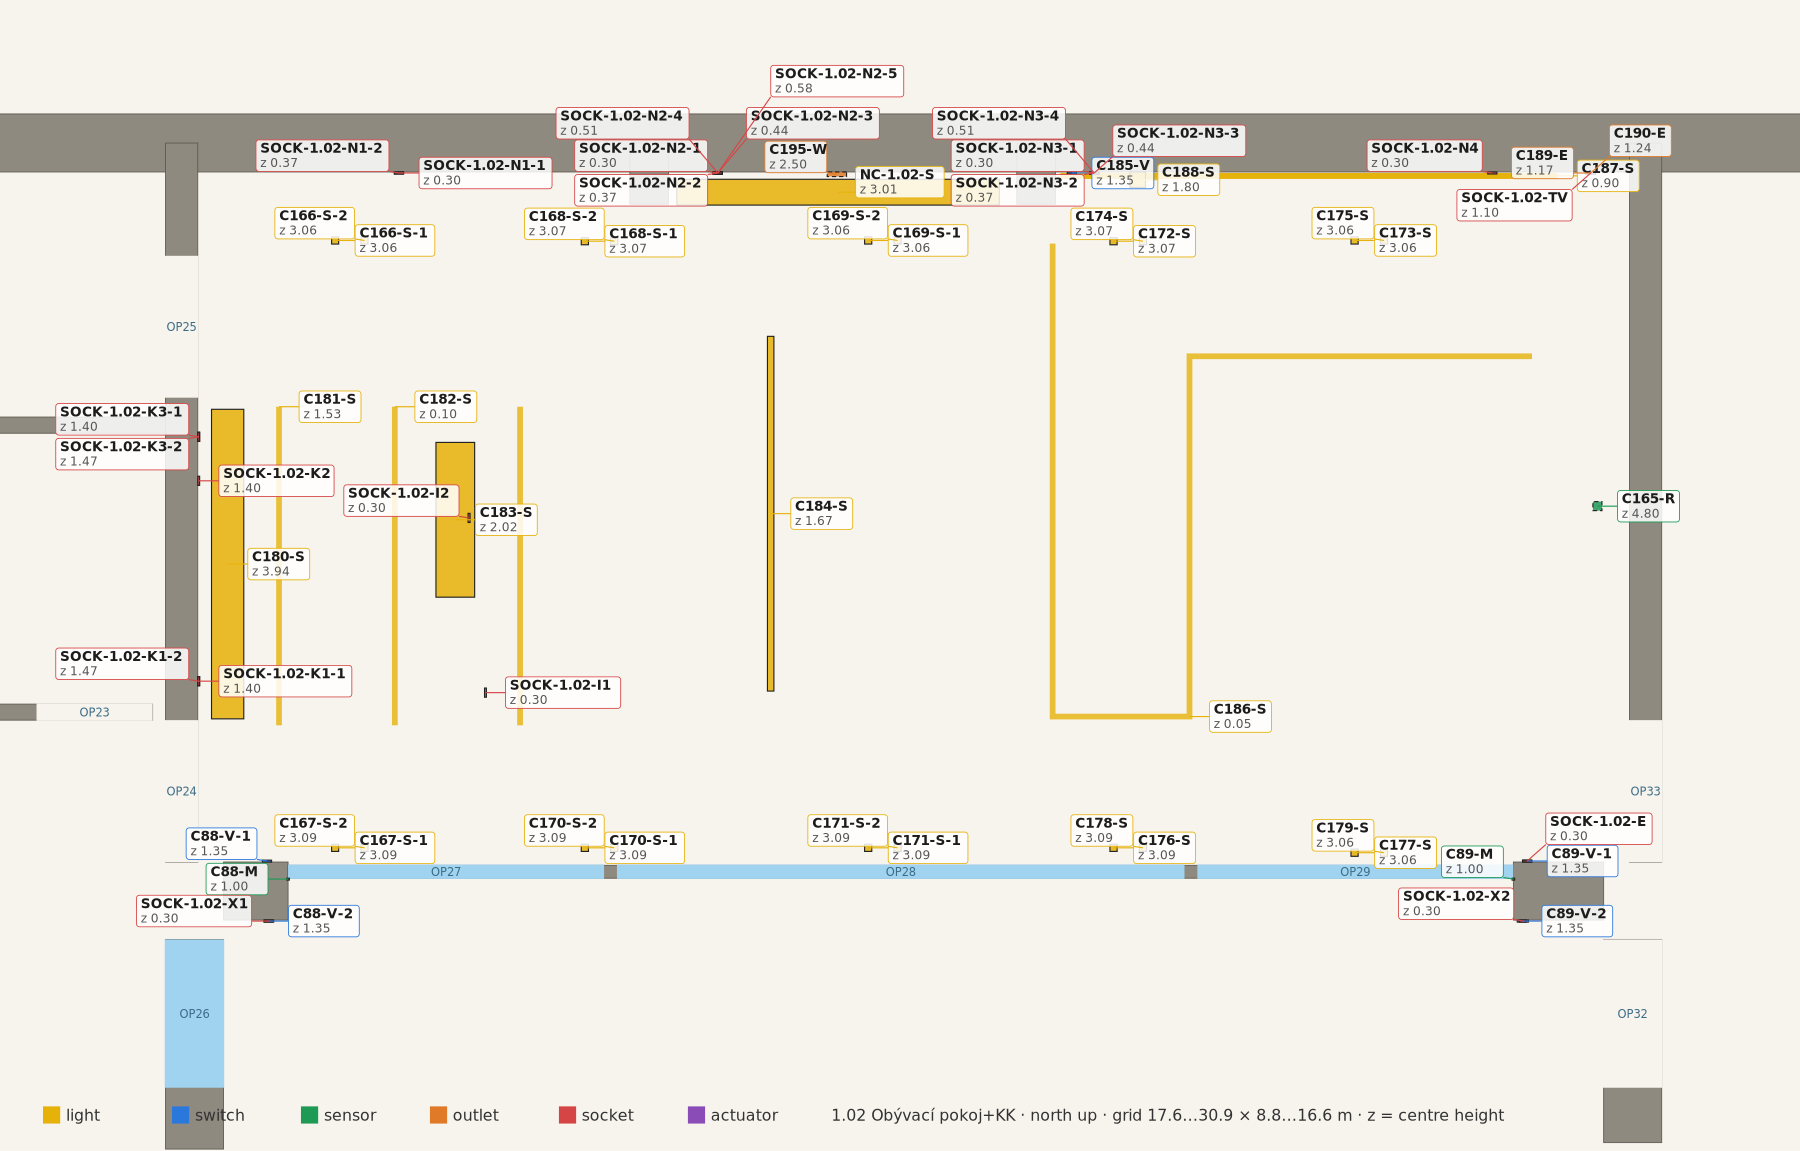 SOCK-1.02-N2-5
z 0.58
SOCK-1.02-N2-4
z 0.51
SOCK-1.02-N2-3
z 0.44
SOCK-1.02-N3-4
z 0.51
SOCK-1.02-N3-3
z 0.44
C190-E
z 1.24
SOCK-1.02-N1-2
z 0.37
SOCK-1.02-N1-1
z 0.30
SOCK-1.02-N2-1
z 0.30
C195-W
z 2.50
SOCK-1.02-N3-1
z 0.30
C185-V
z 1.35
SOCK-1.02-N4
z 0.30
C189-E
z 1.17
C187-S
z 0.90
SOCK-1.02-N2-2
z 0.37
NC-1.02-S
z 3.01
SOCK-1.02-N3-2
z 0.37
C188-S
z 1.80
SOCK-1.02-TV
z 1.10
C166-S-2
z 3.06
C166-S-1
z 3.06
C168-S-2
z 3.07
C168-S-1
z 3.07
C169-S-2
z 3.06
C169-S-1
z 3.06
C174-S
z 3.07
C172-S
z 3.07
C175-S
z 3.06
C173-S
z 3.06
OP25
SOCK-1.02-K3-1
z 1.40
SOCK-1.02-K3-2
z 1.47
C181-S
z 1.53
C182-S
z 0.10
SOCK-1.02-K2
z 1.40
SOCK-1.02-I2
z 0.30
C183-S
z 2.02
C184-S
z 1.67
C165-R
z 4.80
C180-S
z 3.94
SOCK-1.02-K1-2
z 1.47
SOCK-1.02-K1-1
z 1.40
SOCK-1.02-I1
z 0.30
OP23
C186-S
z 0.05
OP24
OP33
C88-V-1
z 1.35
C167-S-2
z 3.09
C167-S-1
z 3.09
C170-S-2
z 3.09
C170-S-1
z 3.09
C171-S-2
z 3.09
C171-S-1
z 3.09
C178-S
z 3.09
C176-S
z 3.09
C179-S
z 3.06
C177-S
z 3.06
SOCK-1.02-E
z 0.30
C89-M
z 1.00
C89-V-1
z 1.35
C88-M
z 1.00
OP27
OP28
OP29
SOCK-1.02-X1
z 0.30
C88-V-2
z 1.35
SOCK-1.02-X2
z 0.30
C89-V-2
z 1.35
OP26
OP32
light
switch
sensor
outlet
socket
actuator
1.02 Obývací pokoj+KK · north up · grid 17.6…30.9 × 8.8…16.6 m · z = centre height